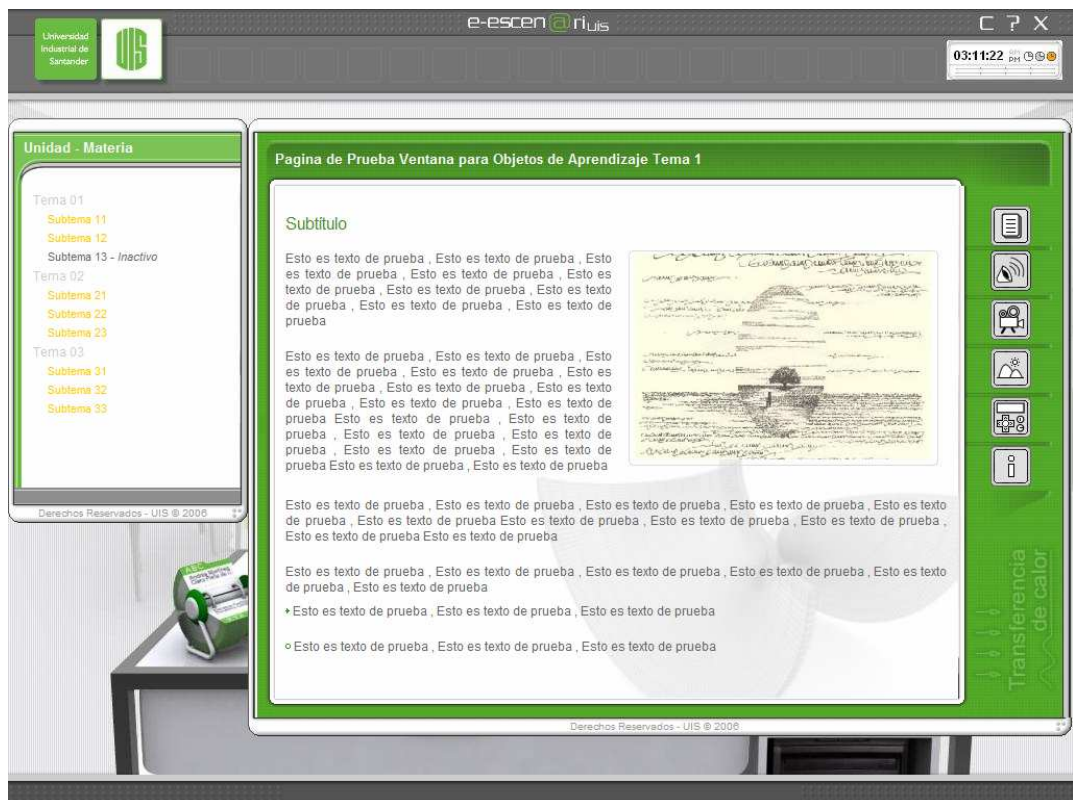 e-escen@riuis
C ? X
Universidad
Industrial de
Santander
UIS
03:11:22 AM
PM
Unidad - Materia
Tema 01
Subtema 11
Subtema 12
Subtema 13 - Inactivo
Tema 02
Subtema 21
Subtema 22
Subtema 23
Tema 03
Subtema 31
Subtema 32
Subtema 33
Derechos Reservados - UIS © 2006
Pagina de Prueba Ventana para Objetos de Aprendizaje Tema 1
Subtítulo
Esto es texto de prueba , Esto es texto de prueba , Esto
es texto de prueba , Esto es texto de prueba , Esto es
texto de prueba , Esto es texto de prueba , Esto es texto
de prueba , Esto es texto de prueba , Esto es texto de
prueba
Esto es texto de prueba , Esto es texto de prueba , Esto
es texto de prueba , Esto es texto de prueba , Esto es
texto de prueba , Esto es texto de prueba , Esto es texto
de prueba , Esto es texto de prueba , Esto es texto de
prueba Esto es texto de prueba , Esto es texto de
prueba , Esto es texto de prueba , Esto es texto de
prueba , Esto es texto de prueba , Esto es texto de
prueba Esto es texto de prueba , Esto es texto de prueba
Esto es texto de prueba , Esto es texto de prueba , Esto es texto de prueba , Esto es texto de prueba , Esto es texto
de prueba , Esto es texto de prueba Esto es texto de prueba , Esto es texto de prueba , Esto es texto de prueba ,
Esto es texto de prueba Esto es texto de prueba
Esto es texto de prueba , Esto es texto de prueba , Esto es texto de prueba , Esto es texto de prueba , Esto es texto
de prueba , Esto es texto de prueba
Esto es texto de prueba , Esto es texto de prueba , Esto es texto de prueba
Esto es texto de prueba , Esto es texto de prueba , Esto es texto de prueba
Transferencia
de calor
ABC
Derechos Reservados - UIS © 2006